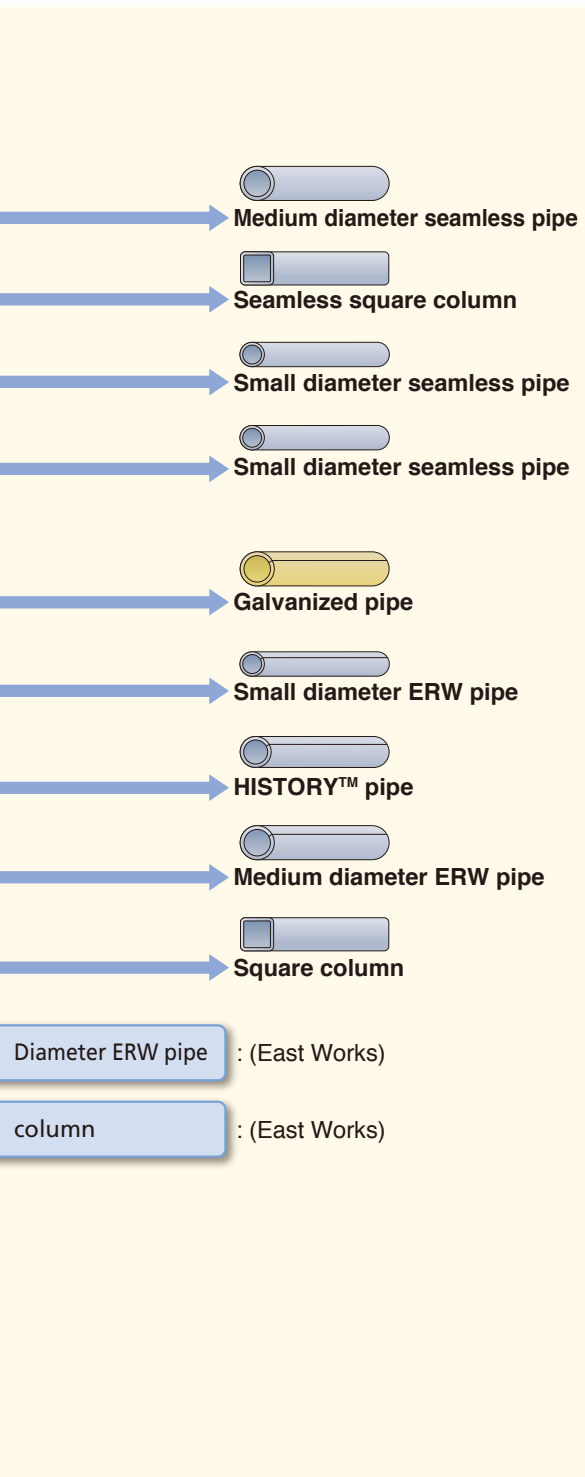 Medium diameter seamless pipe
Seamless square column
Small diameter seamless pipe
Small diameter seamless pipe
Galvanized pipe
Small diameter ERW pipe
HISTORY™ pipe
Medium diameter ERW pipe
Square column
Diameter ERW pipe : (East Works)
column : (East Works)